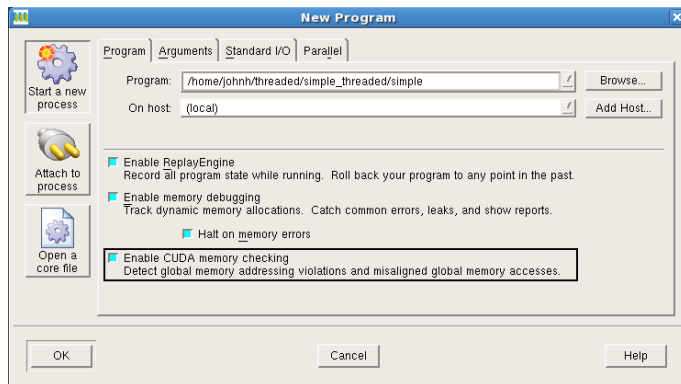 New Program
Start a new
process
Attach to
process
Open a
core file
Program Arguments Standard I/O Parallel
Program: /home/johnh/threaded/simple_threaded/simple Browse...
On host: (local) Add Host...
Enable ReplayEngine
Record all program state while running. Roll back your program to any point in the past.
Enable memory debugging
Track dynamic memory allocations. Catch common errors, leaks, and show reports.
Halt on memory errors
Enable CUDA memory checking
Detect global memory addressing violations and misaligned global memory accesses.
OK Cancel Help